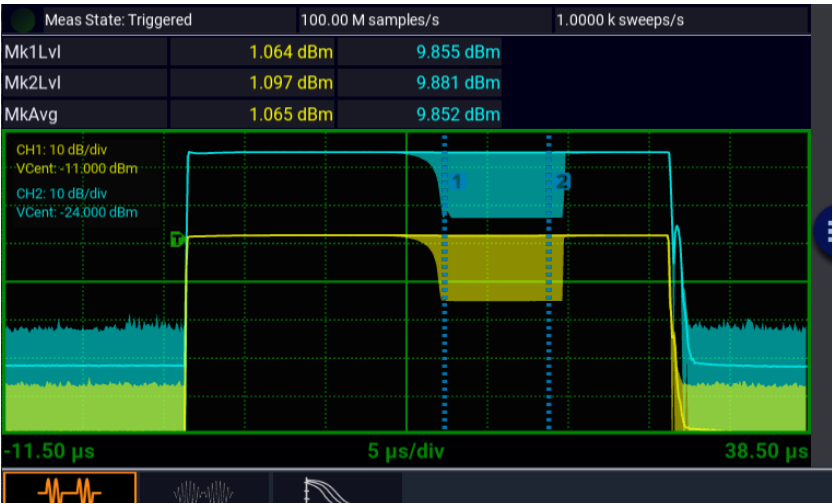 Meas State: Triggered 100.00 M samples/s 1.0000 k sweeps/s
Mk1Lvl 1.064 dBm 9.855 dBm
Mk2Lvl 1.097 dBm 9.881 dBm
MkAvg 1.065 dBm 9.852 dBm
CH1: 10 dB/div
VCent: -11.000 dBm
CH2: 10 dB/div
VCent: -24.000 dBm
1 2
T
-11.50 µs 5 µs/div 38.50 µs